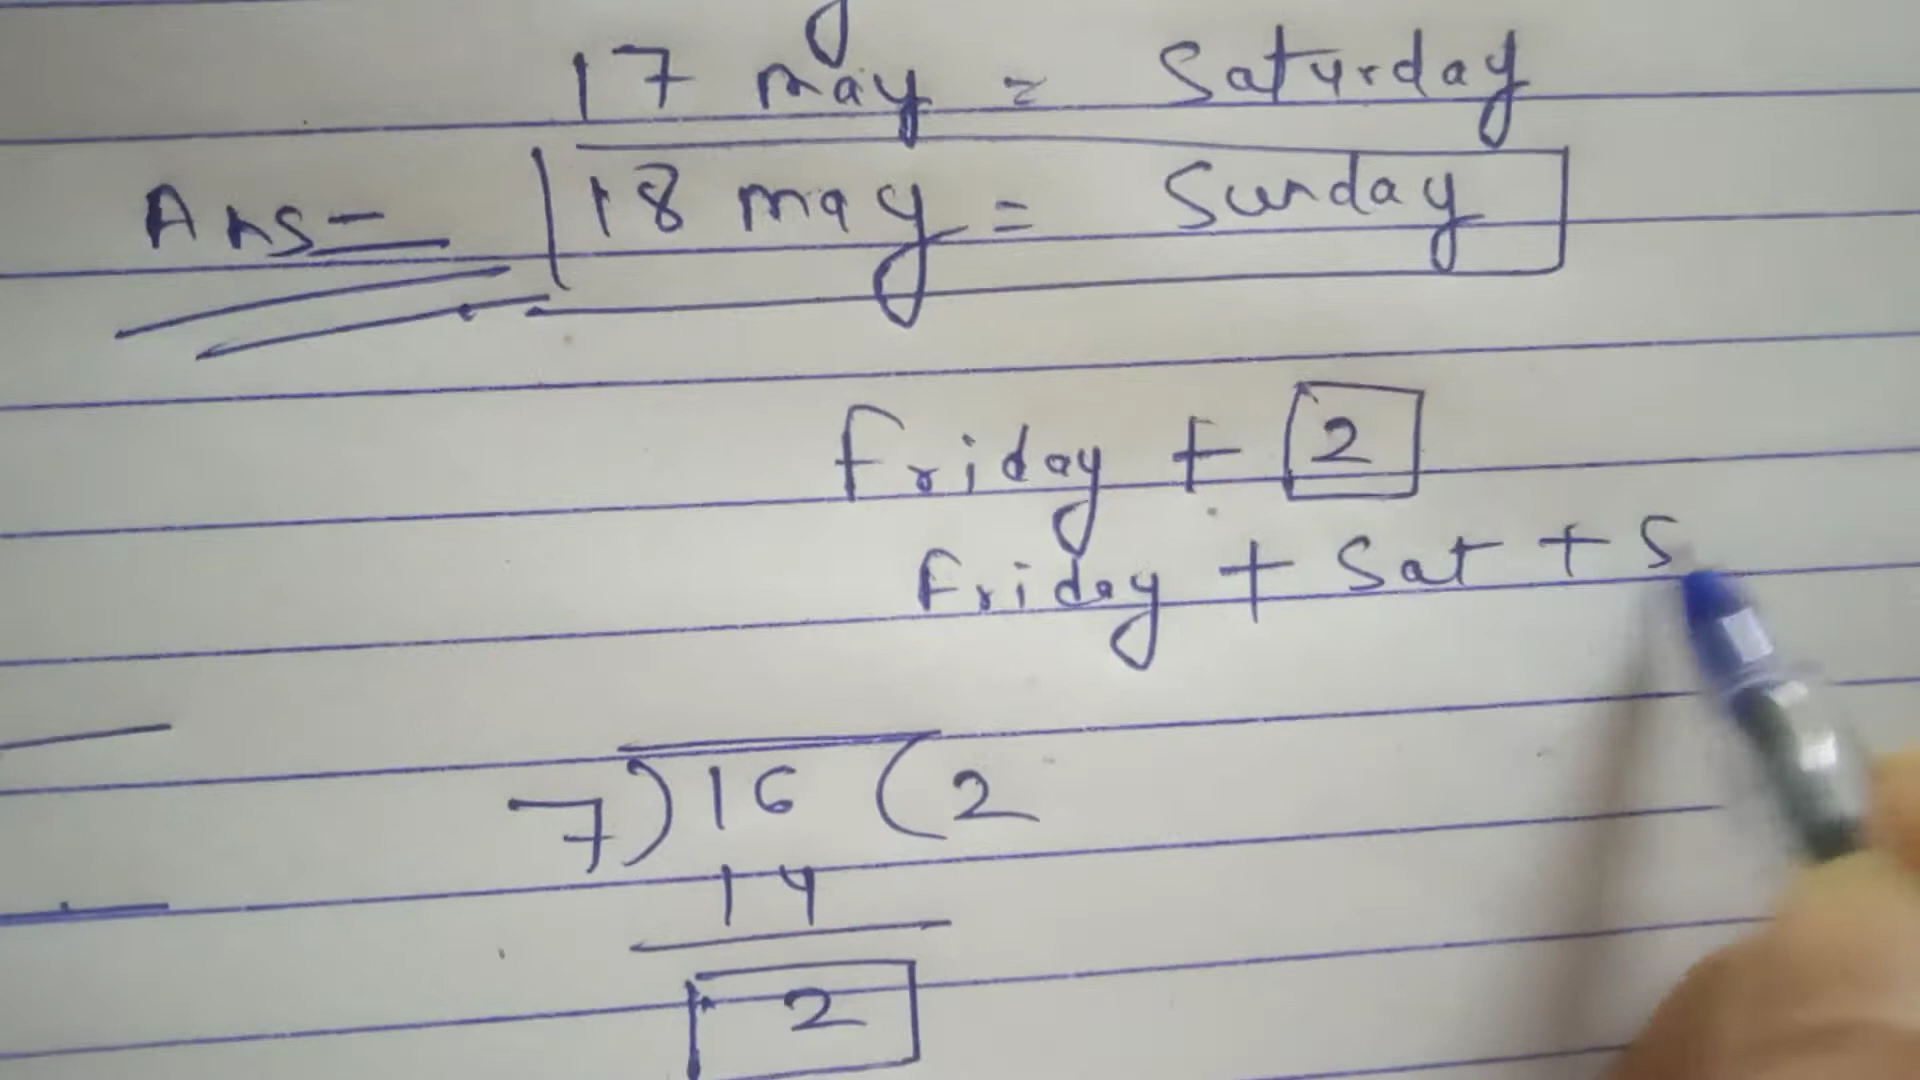 17 may = Saturday
Ans- 18 may = Sunday
Friday + 2
Friday + Sat + S
7) 16 (2
14
2